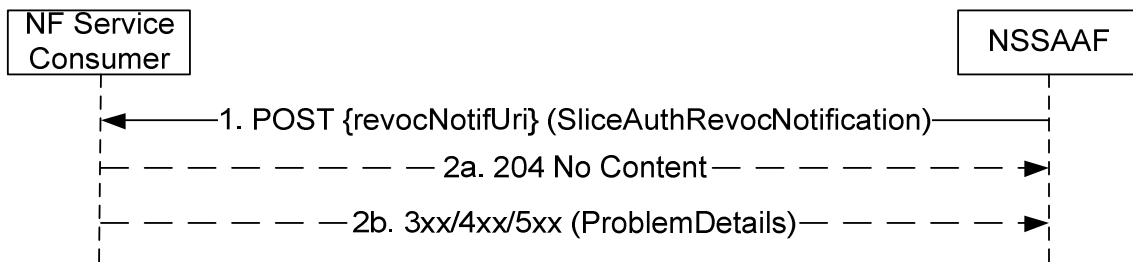 NF Service
Consumer
NSSAAF
1. POST {revocNotifUri} (SliceAuthRevocNotification)
2a. 204 No Content
2b. 3xx/4xx/5xx (ProblemDetails)